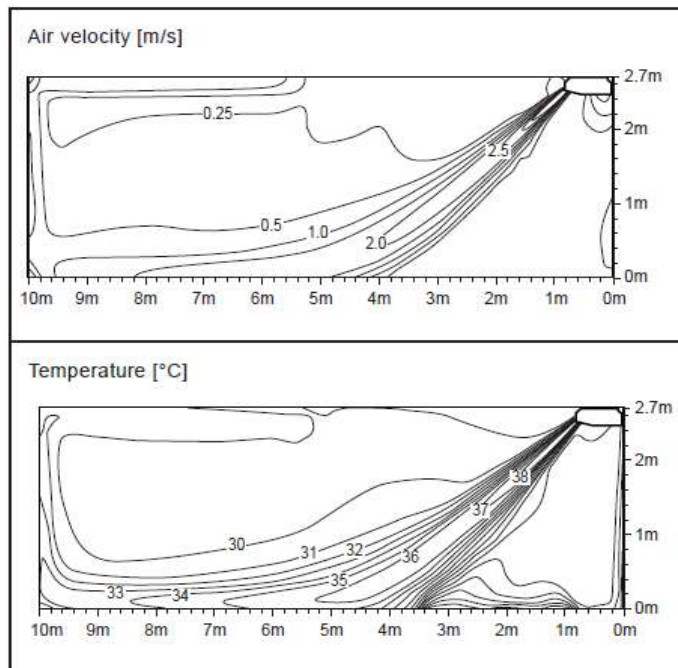 Air velocity [m/s]
2.7m
0.25
2m
2.5
1m
0.5
1.0
2.0
0m
10m 9m 8m 7m 6m 5m 4m 3m 2m 1m 0m
Temperature [°C]
2.7m
2m
38
37
1m
30
31
32
36
35
33
34
0m
10m 9m 8m 7m 6m 5m 4m 3m 2m 1m 0m